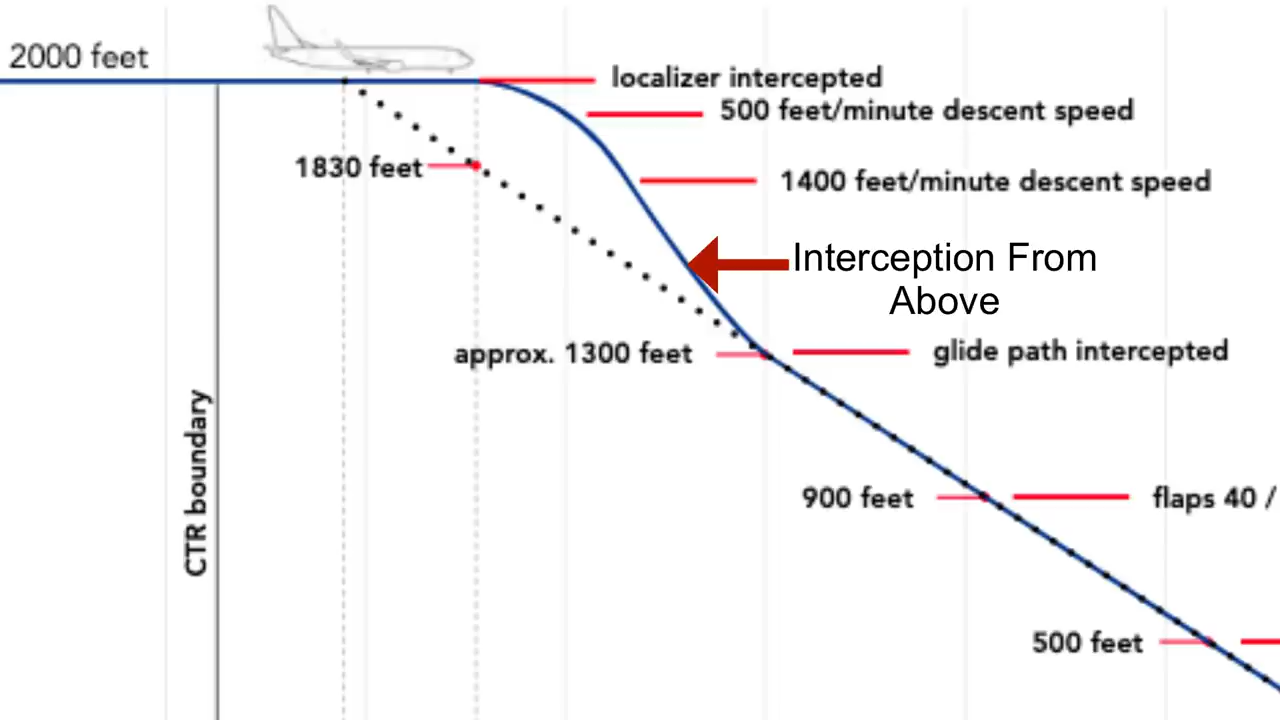 2000 feet
localizer intercepted
500 feet/minute descent speed
1830 feet
1400 feet/minute descent speed
Interception From
Above
approx. 1300 feet
glide path intercepted
CTR boundary
900 feet
flaps 40 /
500 feet